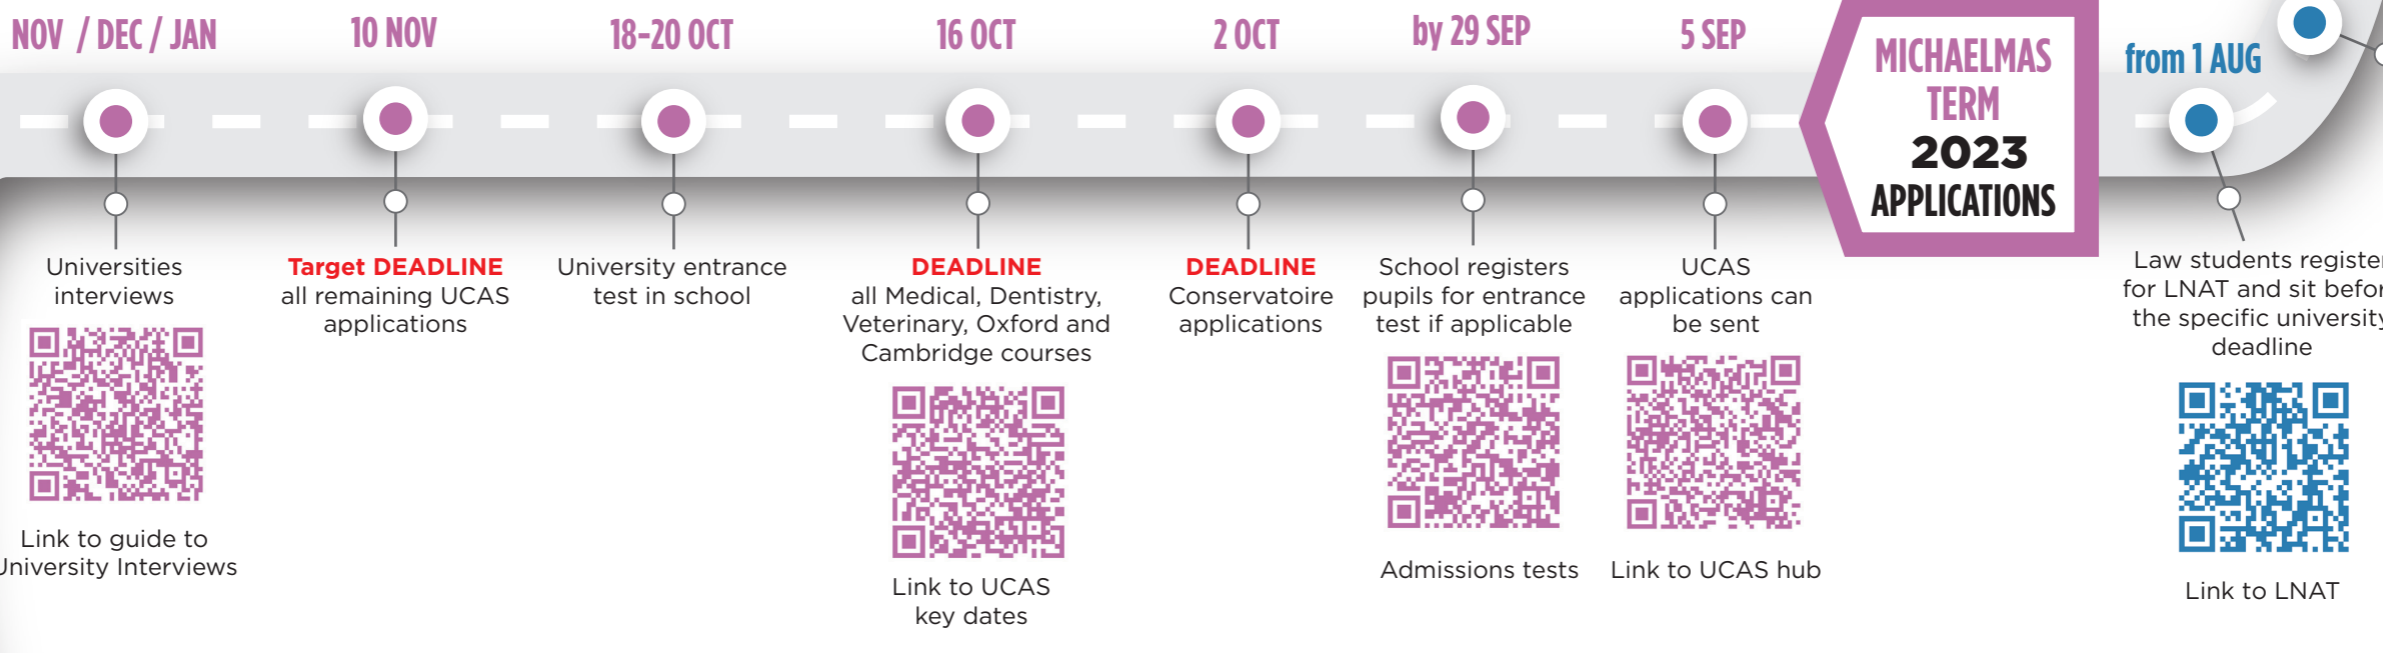 NOV / DEC / JAN
Universities
interviews
Link to guide to
University Interviews
10 NOV
Target DEADLINE
all remaining UCAS
applications
18-20 OCT
University entrance
test in school
16 OCT
DEADLINE
all Medical, Dentistry,
Veterinary, Oxford and
Cambridge courses
Link to UCAS
key dates
2 OCT
DEADLINE
Conservatoire
applications
by 29 SEP
School registers
pupils for entrance
test if applicable
Admissions tests
5 SEP
UCAS
applications can
be sent
Link to UCAS hub
MICHAELMAS
TERM
2023
APPLICATIONS
from 1 AUG
Law students register
for LNAT and sit before
the specific university
deadline
Link to LNAT